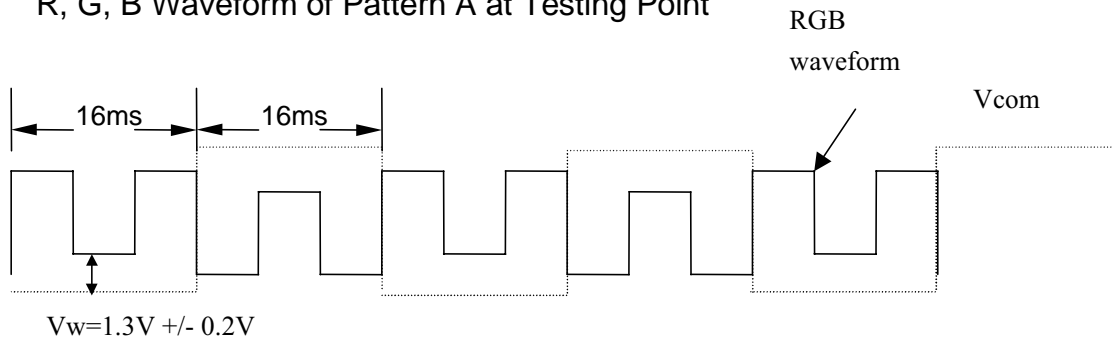 R, G, B Waveform of Pattern A at Testing Point
RGB
waveform
Vcom
16ms
16ms
Vw=1.3V +/- 0.2V